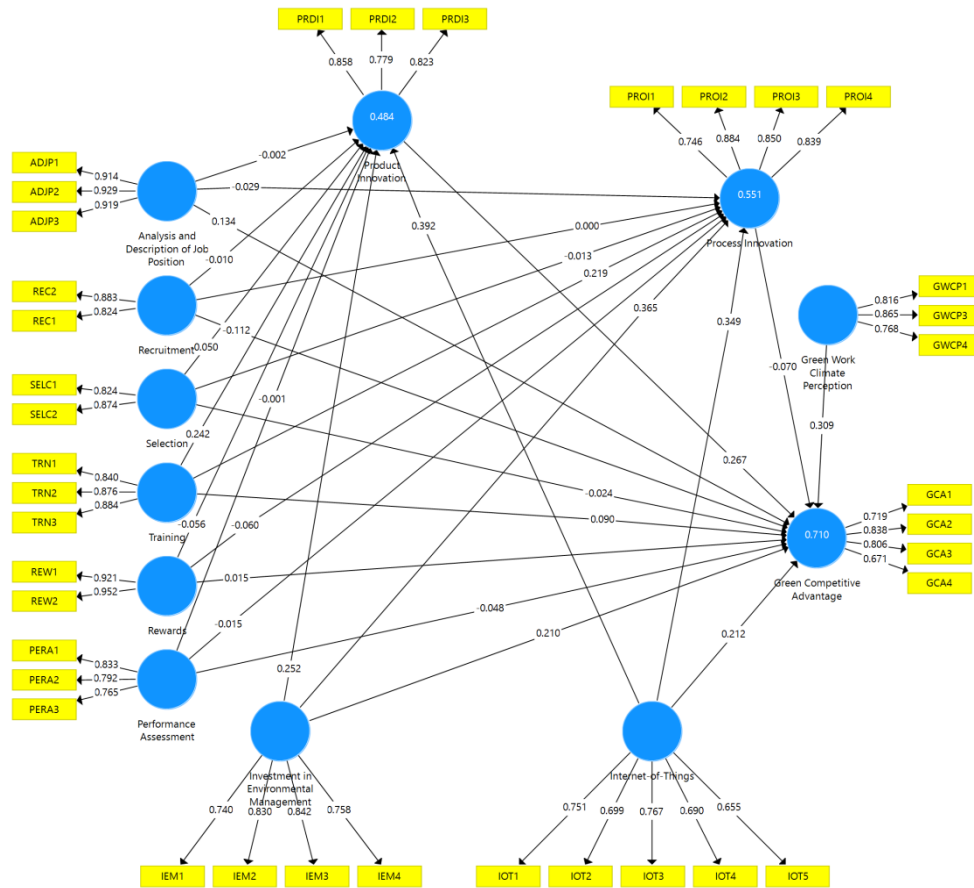 PRDI1 PRDI2 PRDI3
0.858 0.779 0.823
0.484
Product
Innovation
PROI1 PROI2 PROI3 PROI4
0.746 0.884 0.850 0.839
0.551
Process Innovation
ADJP1
ADJP2
ADJP3
0.914
0.929
0.919
Analysis and
Description of Job
Position
-0.002
-0.029
0.134
REC2
REC1
0.883
0.824
Recruitment
-0.010
0.000
-0.112
SELC1
SELC2
0.824
0.874
Selection
-0.050
-0.013
-0.024
TRN1
TRN2
TRN3
0.840
0.876
0.884
Training
0.242
0.219
0.090
REW1
REW2
0.921
0.952
Rewards
-0.056
-0.060
0.015
PERA1
PERA2
PERA3
0.833
0.792
0.765
Performance
Assessment
-0.001
-0.015
-0.048
0.392
0.365
0.349
0.252
0.210
0.212
0.267
-0.070
0.309
GWCP1
GWCP3
GWCP4
0.816
0.865
0.768
Green Work
Climate
Perception
GCA1
GCA2
GCA3
GCA4
0.719
0.838
0.806
0.671
0.710
Green Competitive
Advantage
Investment in
Environmental
Management
0.740 0.830 0.842 0.758
IEM1 IEM2 IEM3 IEM4
Internet-of-Things
0.751 0.699 0.767 0.690 0.655
IOT1 IOT2 IOT3 IOT4 IOT5